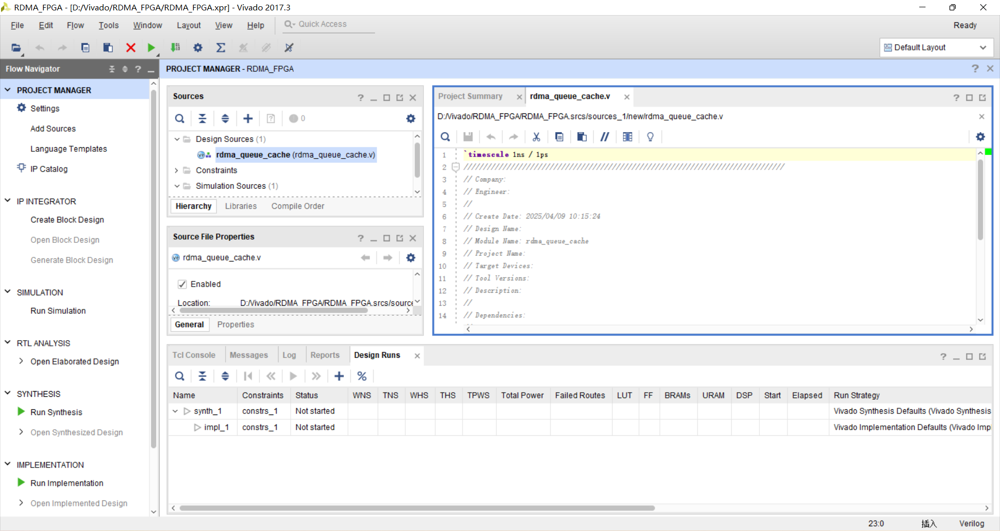 RDMA_FPGA - [D:/Vivado/RDMA_FPGA/RDMA_FPGA.xpr] - Vivado 2017.3
File Edit Flow Tools Window Layout View Help Quick Access Ready
Default Layout
Flow Navigator
PROJECT MANAGER - RDMA_FPGA
PROJECT MANAGER
Settings
Add Sources
Language Templates
IP Catalog
IP INTEGRATOR
Create Block Design
Open Block Design
Generate Block Design
SIMULATION
Run Simulation
RTL ANALYSIS
Open Elaborated Design
SYNTHESIS
Run Synthesis
Open Synthesized Design
IMPLEMENTATION
Run Implementation
Open Implemented Design
Sources
0
Design Sources (1)
rdma_queue_cache (rdma_queue_cache.v)
Constraints
Simulation Sources (1)
Hierarchy Libraries Compile Order
Source File Properties
rdma_queue_cache.v
Enabled
Location: D:/Vivado/RDMA_FPGA/RDMA_FPGA.srcs/source
General Properties
Project Summary rdma_queue_cache.v
D:/Vivado/RDMA_FPGA/RDMA_FPGA.srcs/sources_1/new/rdma_queue_cache.v
1 `timescale 1ns / 1ps
2 //////////////////////////////////////////////////////////////////////////////////
3 // Company:
4 // Engineer:
5 //
6 // Create Date: 2025/04/09 10:15:24
7 // Design Name:
8 // Module Name: rdma_queue_cache
9 // Project Name:
10 // Target Devices:
11 // Tool Versions:
12 // Description:
13 //
14 // Dependencies:
Tcl Console Messages Log Reports Design Runs
Name Constraints Status WNS TNS WHS THS TPWS Total Power Failed Routes LUT FF BRAMs URAM DSP Start Elapsed Run Strategy
synth_1 constrs_1 Not started Vivado Synthesis Defaults (Vivado Synthesis
impl_1 constrs_1 Not started Vivado Implementation Defaults (Vivado Imp
23:0 插入 Verilog